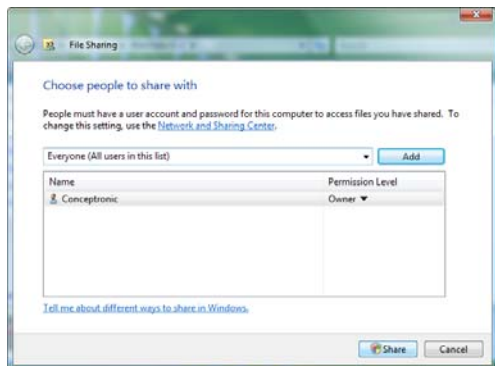 File Sharing
Choose people to share with
People must have a user account and password for this computer to access files you have shared. To
change this setting, use the Network and Sharing Center.
Everyone (All users in this list)
Add
Name Permission Level
Conceptronic Owner
Tell me about different ways to share in Windows.
Share Cancel